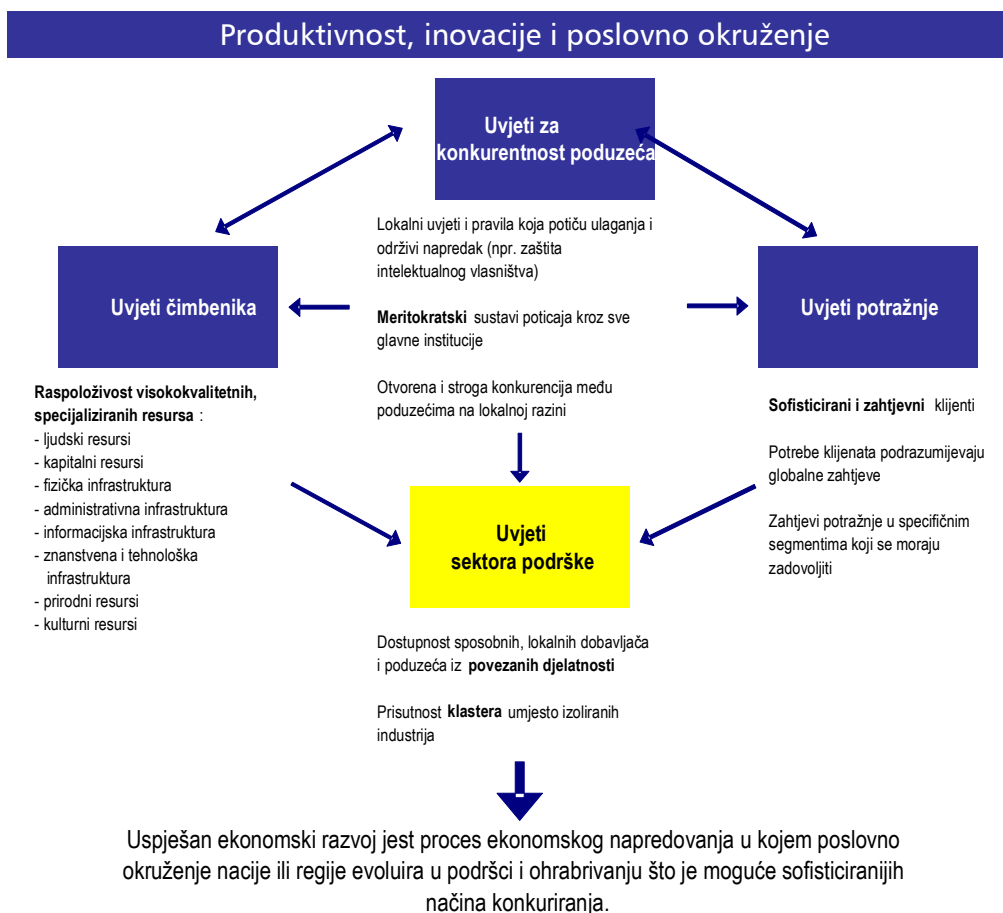 Produktivnost, inovacije i poslovno okruženje
Uvjeti za
konkurentnost poduzeća
Lokalni uvjeti i pravila koja potiču ulaganja i
održivi napredak (npr. zaštita
intelektualnog vlasništva)
Meritokratski sustavi poticaja kroz sve
glavne institucije
Otvorena i stroga konkurencija među
poduzećima na lokalnoj razini
Uvjeti čimbenika
Raspoloživost visokokvalitetnih,
specijaliziranih resursa :
- ljudski resursi
- kapitalni resursi
- fizička infrastruktura
- administrativna infrastruktura
- informacijska infrastruktura
- znanstvena i tehnološka
infrastruktura
- prirodni resursi
- kulturni resursi
Uvjeti potražnje
Sofisticirani i zahtjevni klijenti
Potrebe klijenata podrazumijevaju
globalne zahtjeve
Zahtjevi potražnje u specifičnim
segmentima koji se moraju
zadovoljiti
Uvjeti
sektora podrške
Dostupnost sposobnih, lokalnih dobavljača
i poduzeća iz povezanih djelatnosti
Prisutnost klastera umjesto izoliranih
industrija
Uspješan ekonomski razvoj jest proces ekonomskog napredovanja u kojem poslovno
okruženje nacije ili regije evoluira u podršci i ohrabrivanju što je moguće sofisticiranijih
načina konkuriranja.